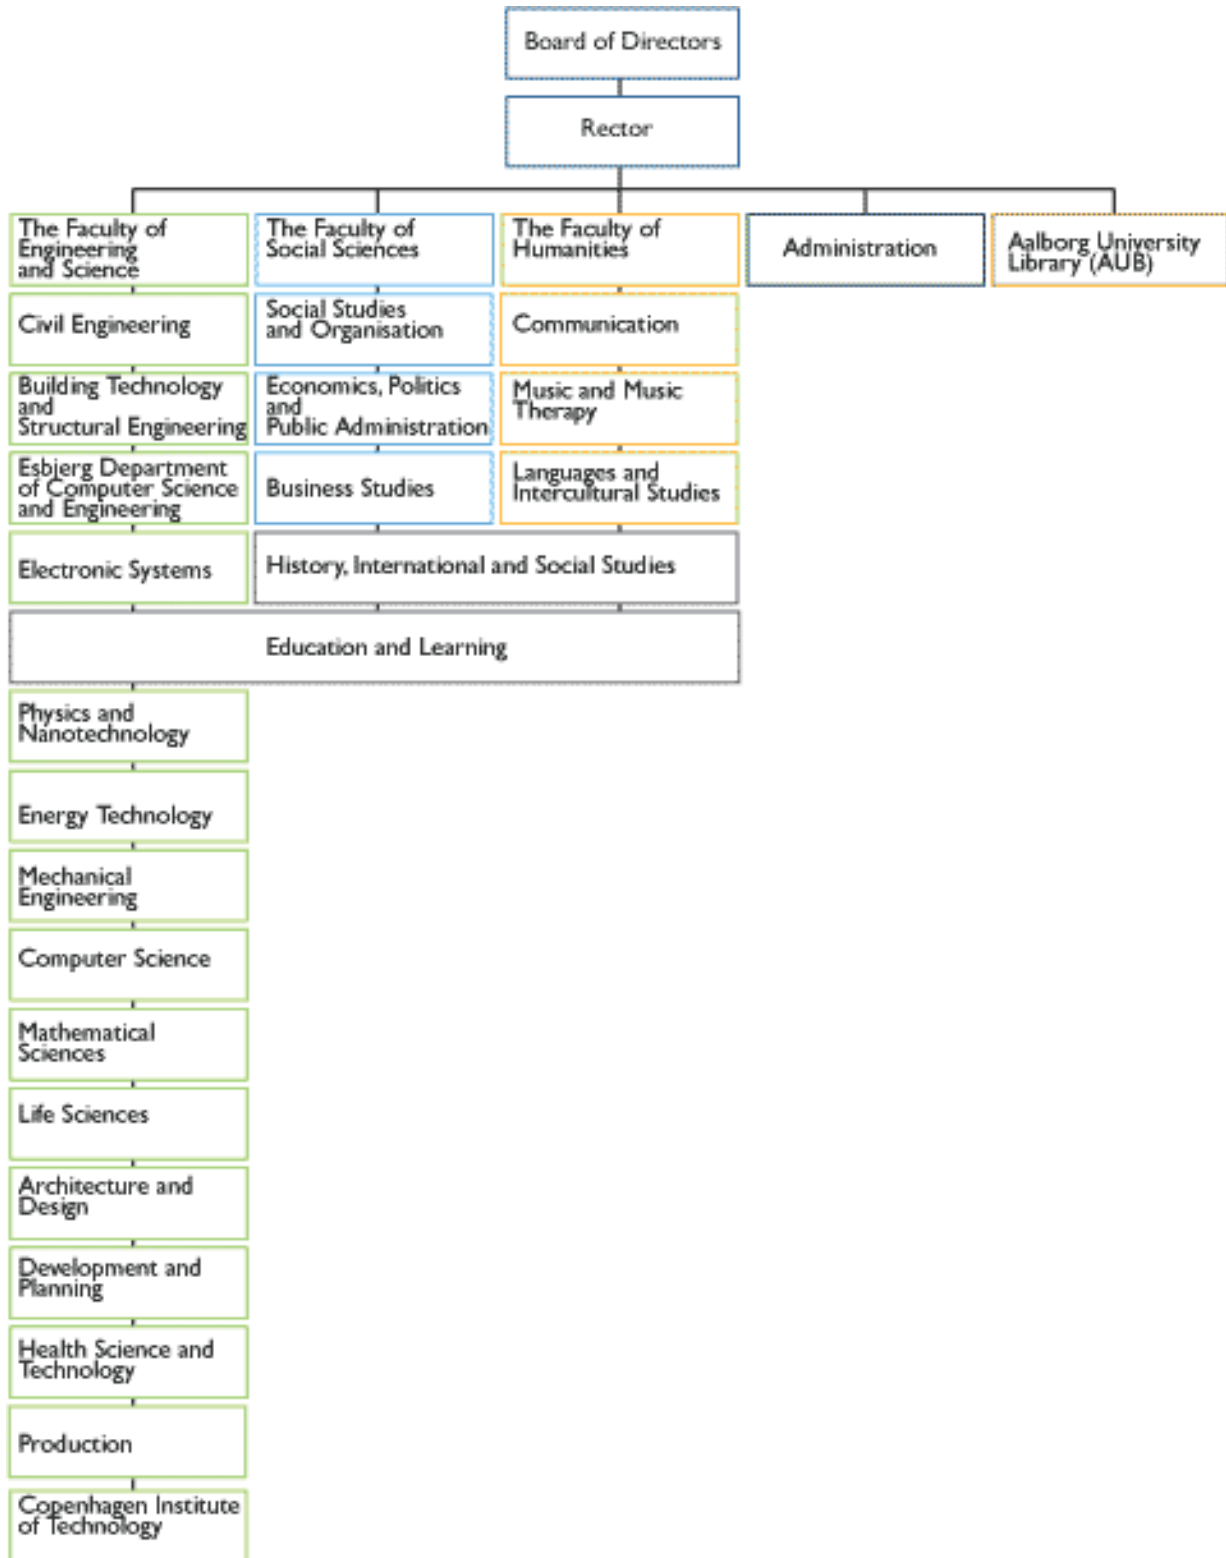 Board of Directors
Rector
The Faculty of
Engineering
and Science
The Faculty of
Social Sciences
The Faculty of
Humanities
Administration
Aalborg University
Library (AUB)
Civil Engineering
Social Studies
and Organisation
Communication
Building Technology
and
Structural Engineering
Economics, Politics
and
Public Administration
Music and Music
Therapy
Esbjerg Department
of Computer Science
and Engineering
Business Studies
Languages and
Intercultural Studies
Electronic Systems
History, International and Social Studies
Education and Learning
Physics and
Nanotechnology
Energy Technology
Mechanical
Engineering
Computer Science
Mathematical
Sciences
Life Sciences
Architecture and
Design
Development and
Planning
Health Science and
Technology
Production
Copenhagen Institute
of Technology